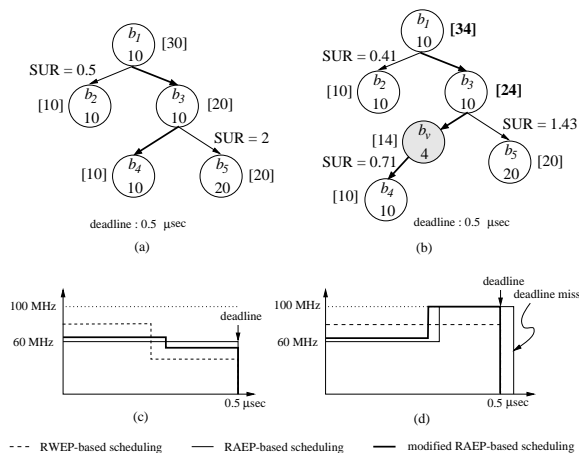 b1
10
[30]
SUR = 0.5
b2
10
[10]
b3
10
[20]
SUR = 2
b4
10
[10]
b5
20
[20]
deadline : 0.5 μsec
(a)
b1
10
[34]
SUR = 0.41
b2
10
[10]
b3
10
[24]
bv
4
[14]
SUR = 1.43
SUR = 0.71
b5
20
[20]
b4
10
[10]
deadline : 0.5 μsec
(b)
100 MHz
deadline
60 MHz
0.5 μsec
(c)
deadline
deadline miss
100 MHz
60 MHz
0.5 μsec
(d)
RWEP-based scheduling
RAEP-based scheduling
modified RAEP-based scheduling